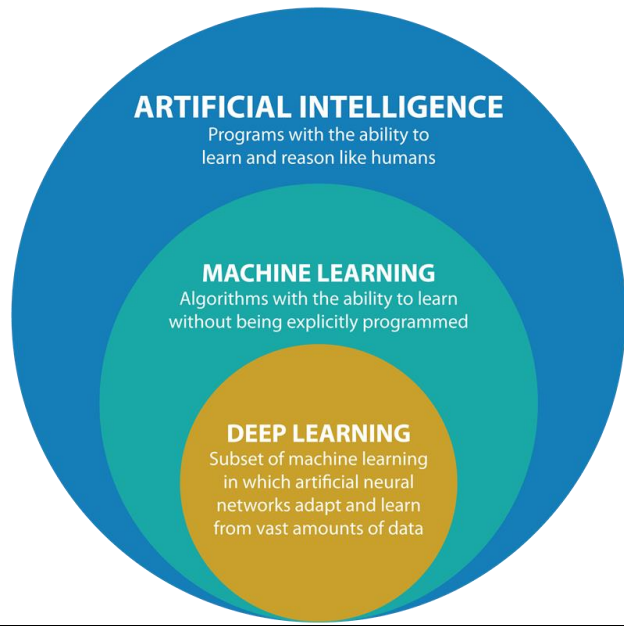 ARTIFICIAL INTELLIGENCE
Programs with the ability to
learn and reason like humans
MACHINE LEARNING
Algorithms with the ability to learn
without being explicitly programmed
DEEP LEARNING
Subset of machine learning
in which artificial neural
networks adapt and learn
from vast amounts of data